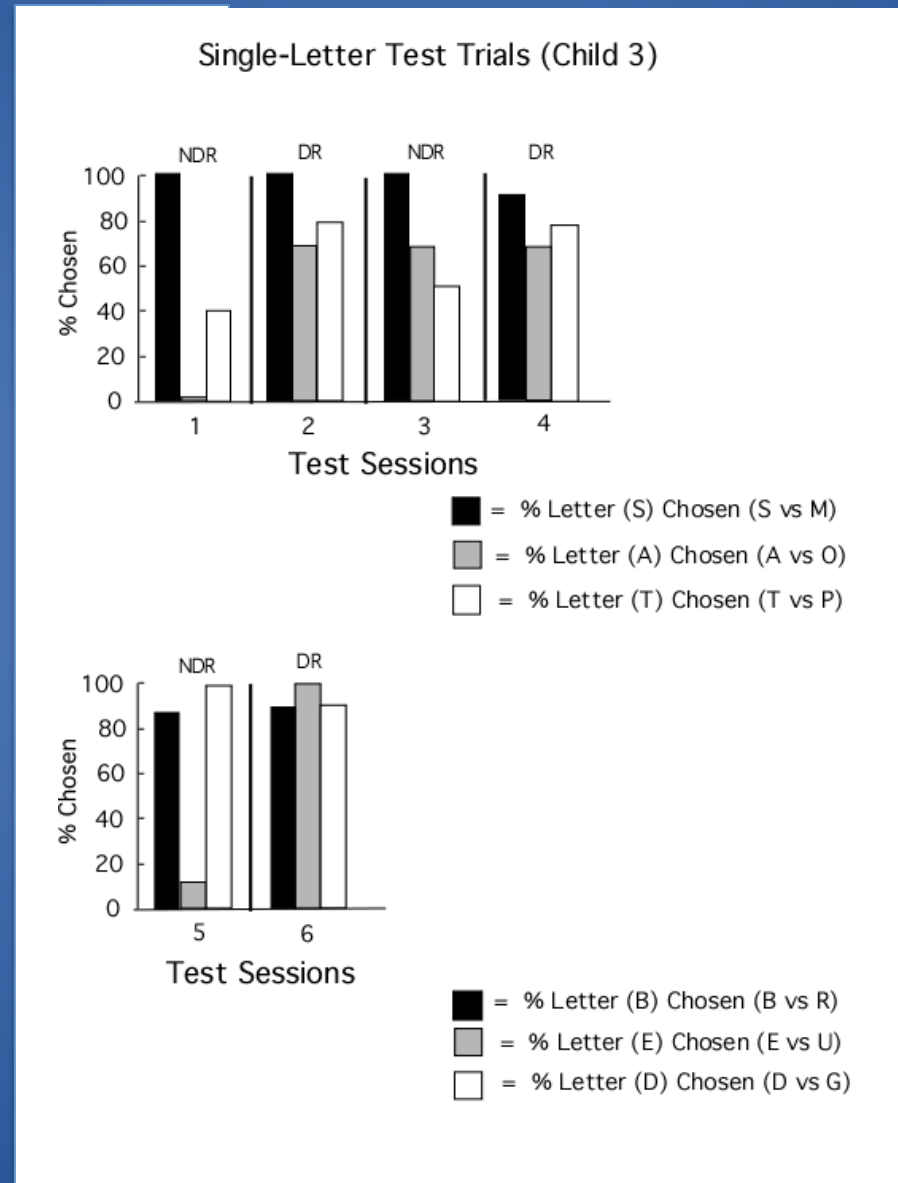 Single-Letter Test Trials (Child 3)
NDR DR NDR DR
% Chosen
100
80
60
40
20
0
1 2 3 4
Test Sessions
= % Letter (S) Chosen (S vs M)
= % Letter (A) Chosen (A vs O)
= % Letter (T) Chosen (T vs P)
NDR DR
% Chosen
100
80
60
40
20
0
5 6
Test Sessions
= % Letter (B) Chosen (B vs R)
= % Letter (E) Chosen (E vs U)
= % Letter (D) Chosen (D vs G)